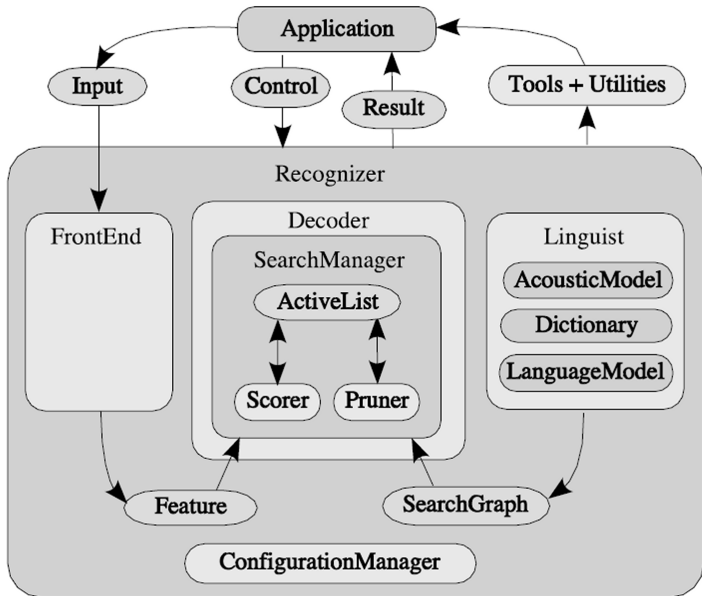 Application
Input
Control
Result
Tools + Utilities
Recognizer
FrontEnd
Decoder
SearchManager
ActiveList
Scorer
Pruner
Linguist
AcousticModel
Dictionary
LanguageModel
Feature
SearchGraph
ConfigurationManager